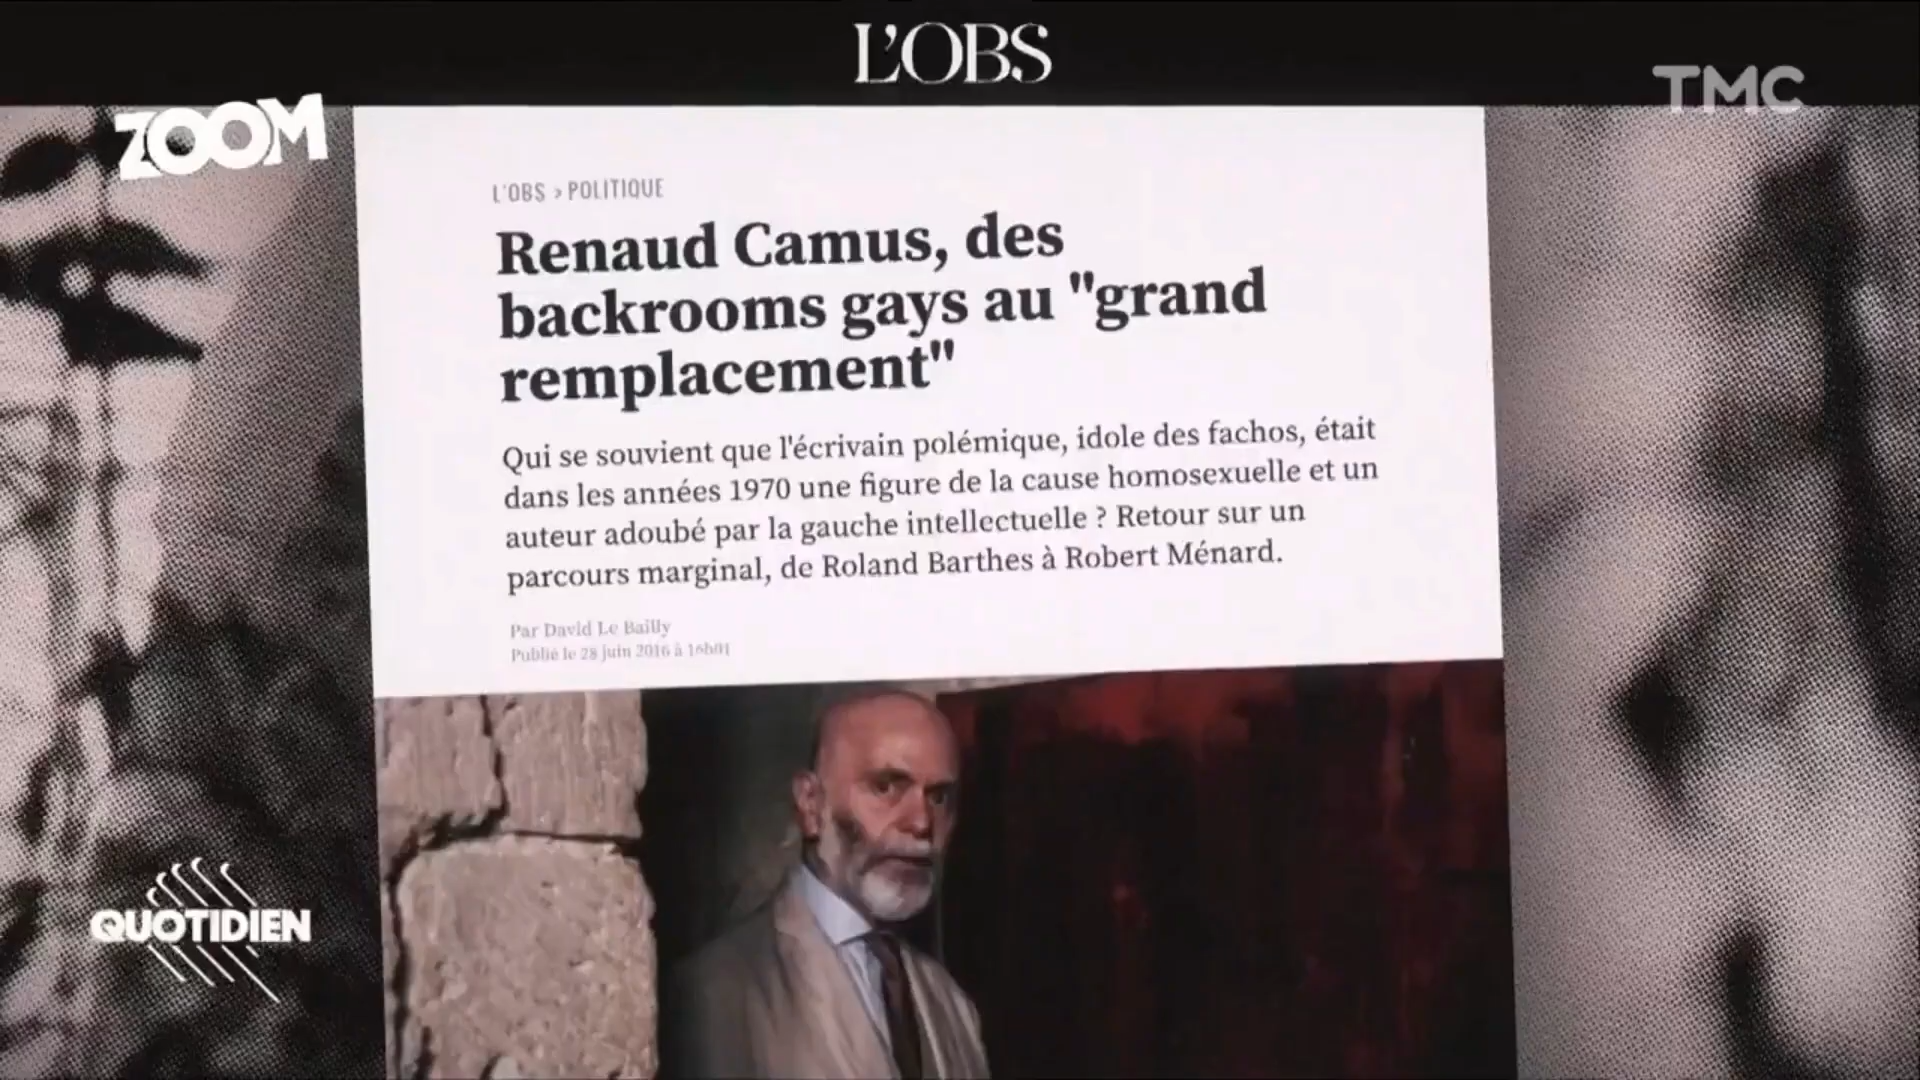 L'OBS
TMC
ZOOM
L'OBS > POLITIQUE
Renaud Camus, des
backrooms gays au "grand
remplacement"
Qui se souvient que l'écrivain polémique, idole des fachos, était
dans les années 1970 une figure de la cause homosexuelle et un
auteur adoubé par la gauche intellectuelle ? Retour sur un
parcours marginal, de Roland Barthes à Robert Ménard.
Par David Le Bailly
Publié le 28 juin 2016 à 16h01
QUOTIDIEN